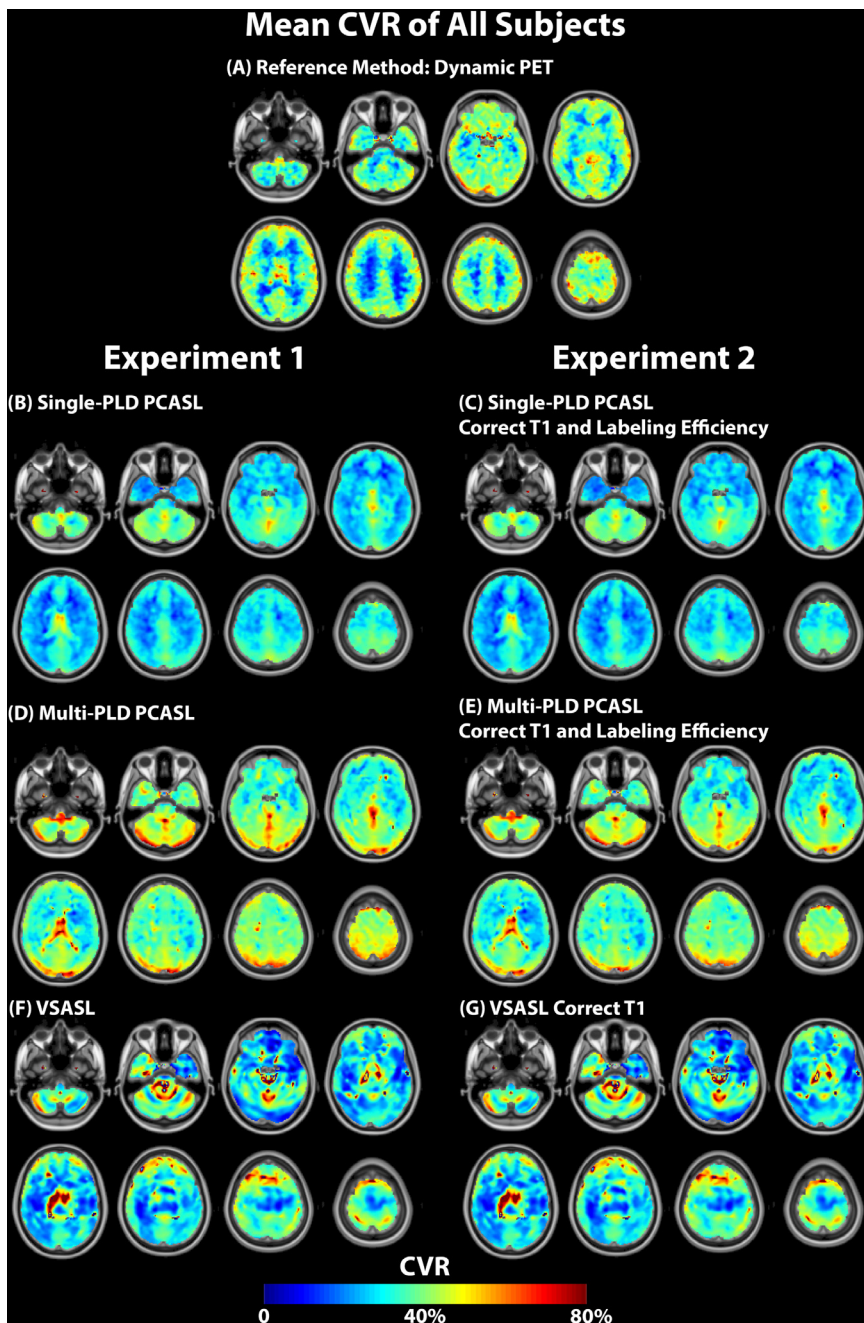 Mean CVR of All Subjects
(A) Reference Method: Dynamic PET
Experiment 1
Experiment 2
(B) Single-PLD PCASL
(C) Single-PLD PCASL
Correct T1 and Labeling Efficiency
(D) Multi-PLD PCASL
(E) Multi-PLD PCASL
Correct T1 and Labeling Efficiency
(F) VSASL
(G) VSASL Correct T1
CVR
0 40% 80%